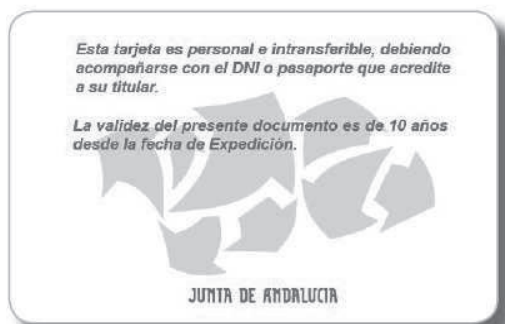 Esta tarjeta es personal e intransferible, debiendo
acompañarse con el DNI o pasaporte que acredite
a su titular.
La validez del presente documento es de 10 años
desde la fecha de Expedición.
JUNTA DE ANDALUCIA